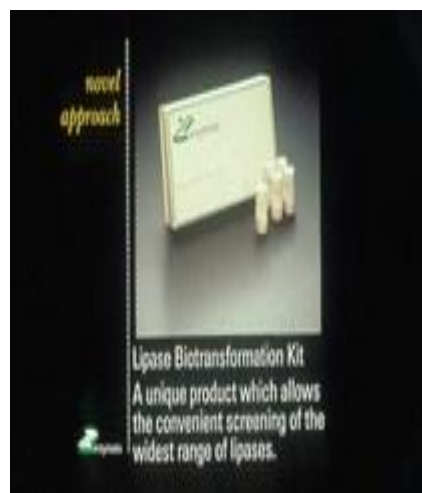 novel
approach
Lipase Biotransformation Kit
A unique product which allows
the convenient screening of the
widest range of lipases.